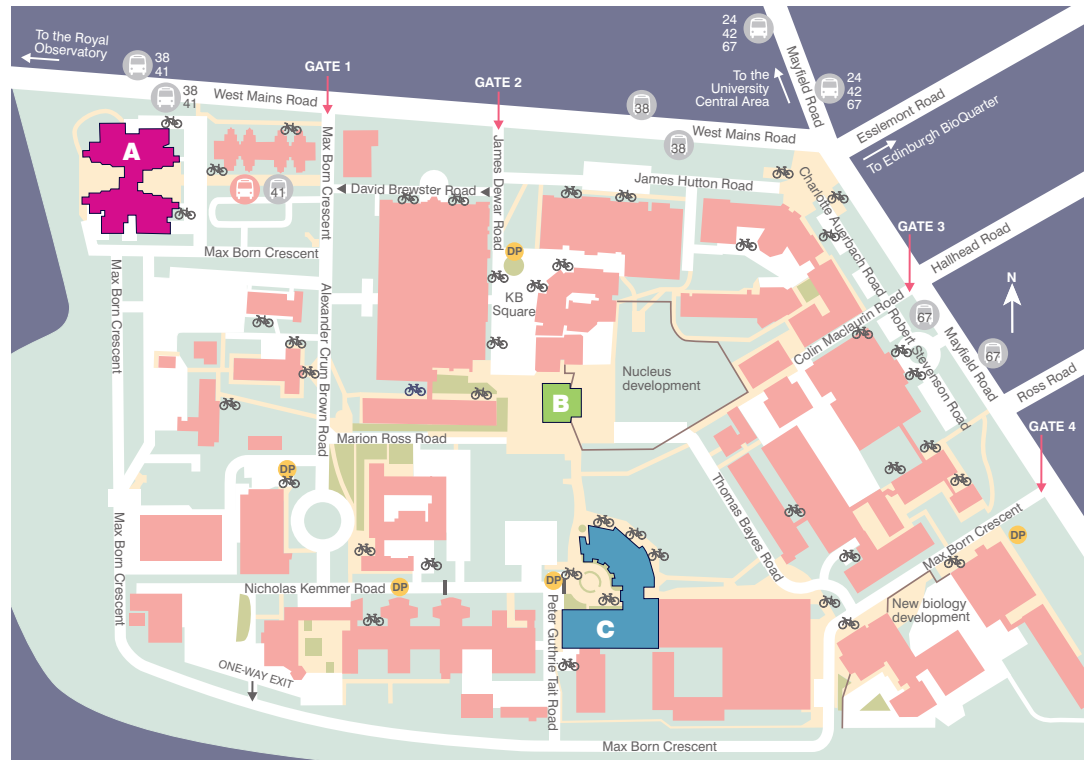 To the Royal
Observatory
38
41
38
41
GATE 1
West Mains Road
GATE 2
24
42
67
Mayfield Road
To the
University
Central Area
24
42
67
38
West Mains Road
38
Esslemont Road
To Edinburgh BioQuarter
A
Max Born Crescent
James Dewar Road
David Brewster Road
41
James Hutton Road
Charlotte Auerbach Road
GATE 3
Hallhead Road
Max Born Crescent
DP
KB
Square
N
Max Born Crescent
Alexander Crum Brown Road
Colin Maclaurin Road
Robert Stevenson Road
67
Mayfield Road
67
Ross Road
Nucleus
development
B
GATE 4
Marion Ross Road
DP
Thomas Bayes Road
Max Born Crescent
Max Born Crescent
DP
Nicholas Kemmer Road
DP
DP
Peter Guthrie Tait Road
C
New biology
development
ONE-WAY EXIT
Max Born Crescent